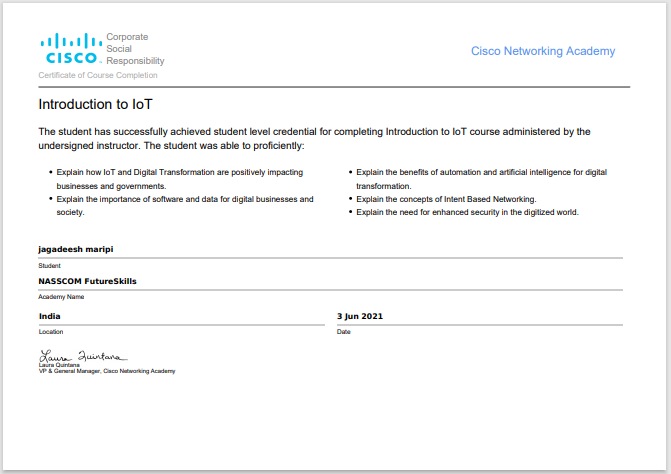 Corporate
Social
Responsibility
CISCO
Certificate of Course Completion
Cisco Networking Academy
Introduction to IoT
The student has successfully achieved student level credential for completing Introduction to IoT course administered by the
undersigned instructor. The student was able to proficiently:
• Explain how IoT and Digital Transformation are positively impacting
businesses and governments.
• Explain the importance of software and data for digital businesses and
society.
• Explain the benefits of automation and artificial intelligence for digital
transformation.
• Explain the concepts of Intent Based Networking.
• Explain the need for enhanced security in the digitized world.
jagadeesh maripi
Student
NASSCOM FutureSkills
Academy Name
India
Location
3 Jun 2021
Date
Laura Quintana
Laura Quintana
VP & General Manager, Cisco Networking Academy